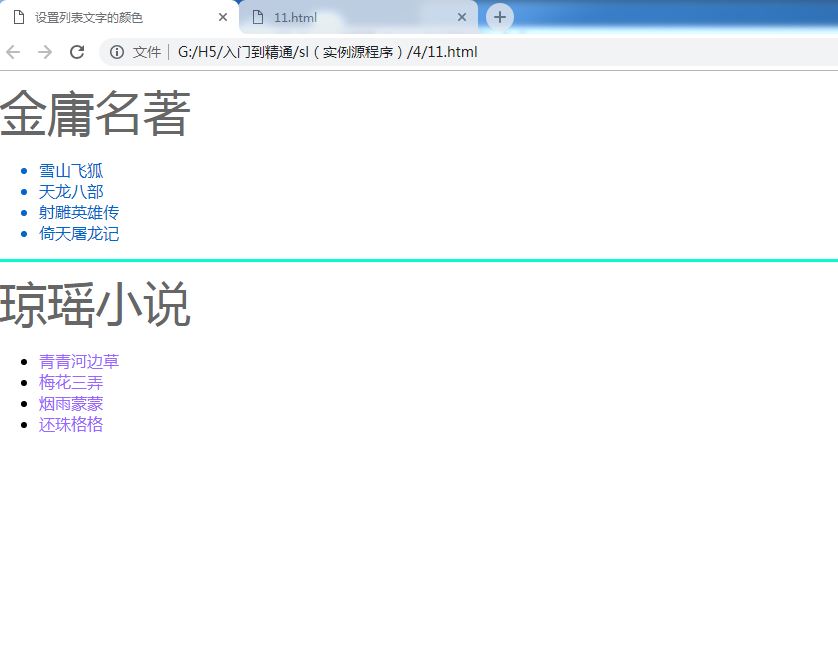 设置列表文字的颜色
11.html
文件 | G:/H5/入门到精通/sl（实例源程序）/4/11.html
金庸名著
雪山飞狐
天龙八部
射雕英雄传
倚天屠龙记
琼瑶小说
青青河边草
梅花三弄
烟雨蒙蒙
还珠格格